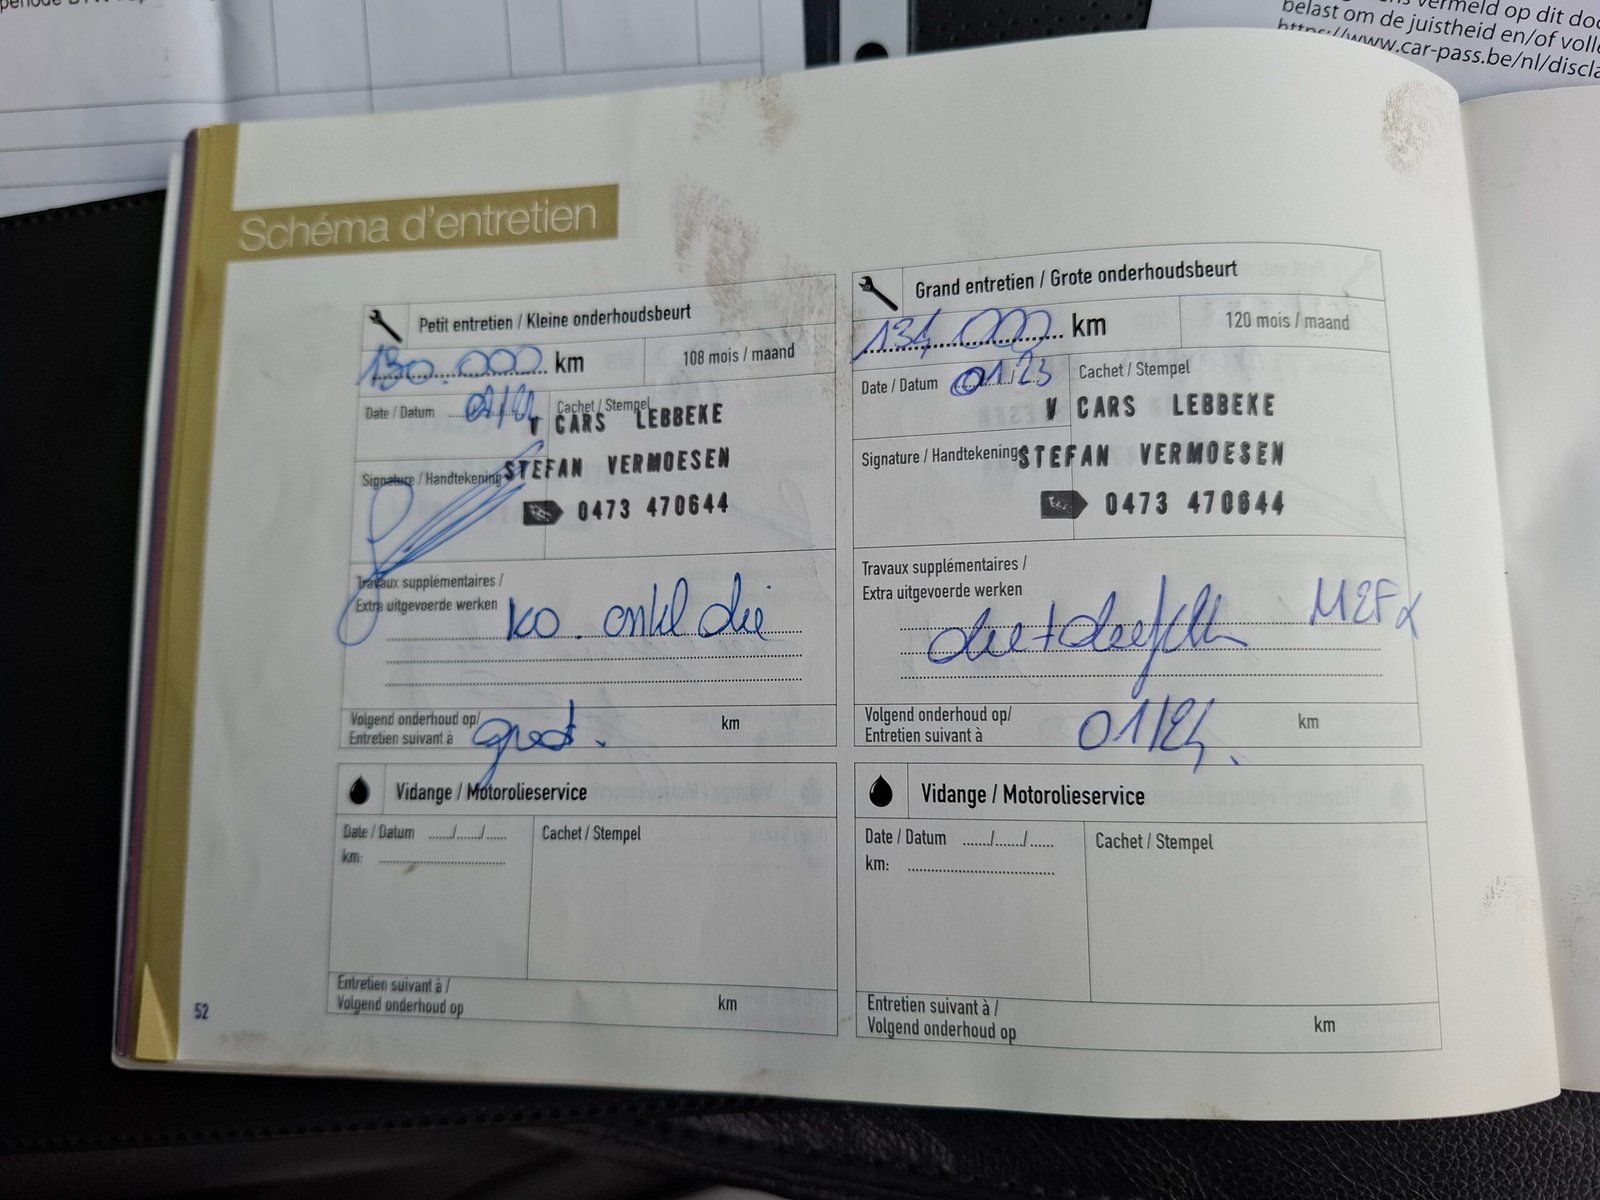 vermeld op dit
belast om de juistheid en/of
https://www.car-pass.be/nl/discla
Schéma d'entretien
Petit entretien / Kleine onderhoudsbeurt
130.000 km
108 mois / maand
Date / Datum
Cachet / Stempel
V CARS LEBBEKE
Signature / Handtekening
STEFAN VERMOESEN
0473 470644
Travaux supplémentaires /
Extra uitgevoerde werken
Volgend onderhoud op/
Entretien suivant à
km
Vidange / Motorolieservice
Date / Datum ....../....../......
Cachet / Stempel
km:
Entretien suivant à /
Volgend onderhoud op
km
Grand entretien / Grote onderhoudsbeurt
134.000 km
120 mois / maand
Date / Datum 01/23
Cachet / Stempel
V CARS LEBBEKE
Signature / Handtekening
STEFAN VERMOESEN
0473 470644
Travaux supplémentaires /
Extra uitgevoerde werken
Volgend onderhoud op/
Entretien suivant à
01/24.
km
Vidange / Motorolieservice
Date / Datum ....../....../......
Cachet / Stempel
km:
Entretien suivant à /
Volgend onderhoud op
km
52